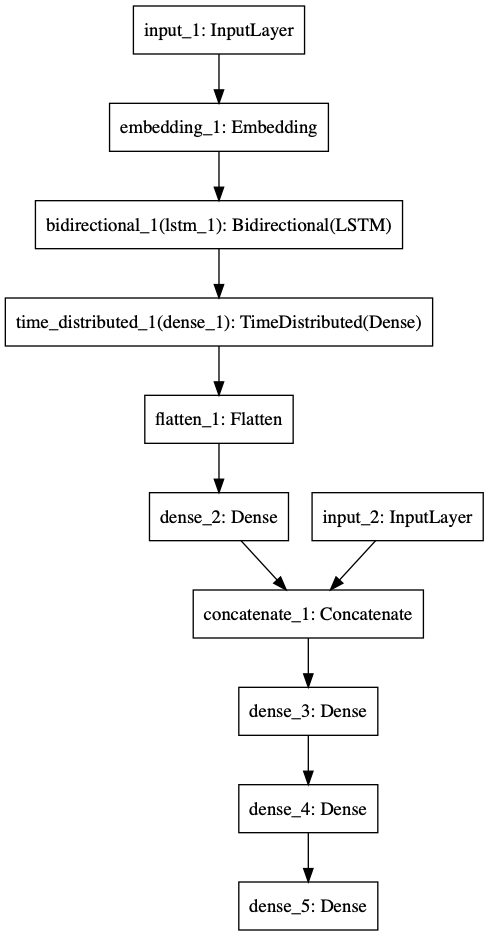 input_1: InputLayer
embedding_1: Embedding
bidirectional_1(lstm_1): Bidirectional(LSTM)
time_distributed_1(dense_1): TimeDistributed(Dense)
flatten_1: Flatten
dense_2: Dense
input_2: InputLayer
concatenate_1: Concatenate
dense_3: Dense
dense_4: Dense
dense_5: Dense